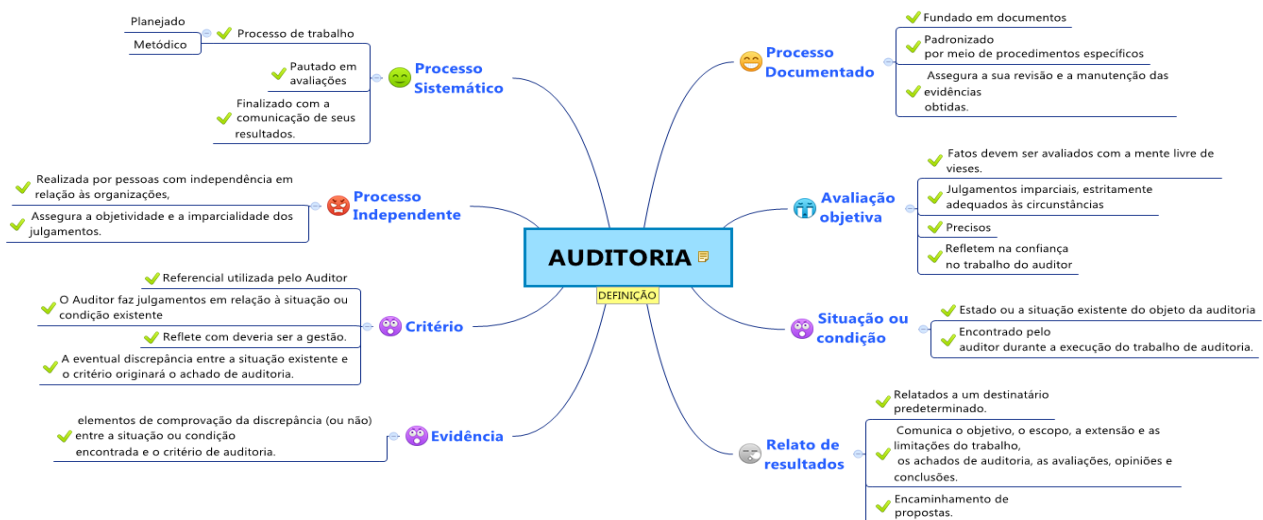 AUDITORIA
DEFINIÇÃO
Processo
Sistemático
Processo de trabalho
Planejado
Metódico
Pautado em
avaliações
Finalizado com a
comunicação de seus
resultados.
Processo
Independente
Realizada por pessoas com independência em
relação às organizações,
Assegura a objetividade e a imparcialidade dos
julgamentos.
Critério
Referencial utilizada pelo Auditor
O Auditor faz julgamentos em relação à situação ou
condição existente
Reflete com deveria ser a gestão.
A eventual discrepância entre a situação existente e
o critério originará o achado de auditoria.
Evidência
elementos de comprovação da discrepância (ou não)
entre a situação ou condição
encontrada e o critério de auditoria.
Processo
Documentado
Fundado em documentos
Padronizado
por meio de procedimentos específicos
Assegura a sua revisão e a manutenção das
evidências
obtidas.
Avaliação
objetiva
Fatos devem ser avaliados com a mente livre de
vieses.
Julgamentos imparciais, estritamente
adequados às circunstâncias
Precisos
Refletem na confiança
no trabalho do auditor
Situação ou
condição
Estado ou a situação existente do objeto da auditoria
Encontrado pelo
auditor durante a execução do trabalho de auditoria.
Relato de
resultados
Relatados a um destinatário
predeterminado.
Comunica o objetivo, o escopo, a extensão e as
limitações do trabalho,
os achados de auditoria, as avaliações, opiniões e
conclusões.
Encaminhamento de
propostas.